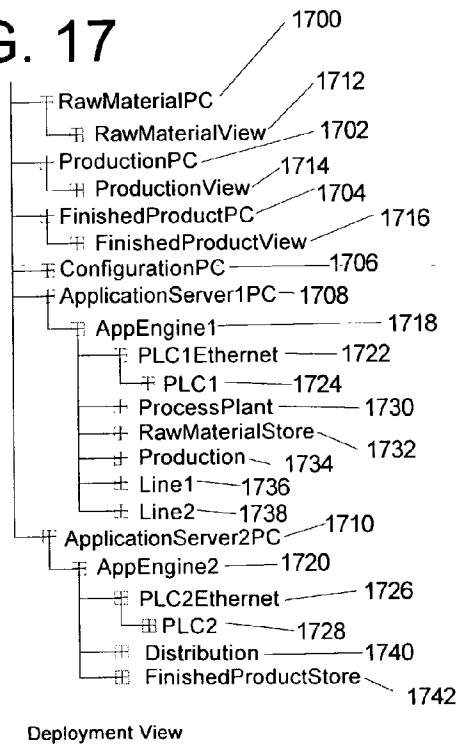 G. 17
1700
RawMaterialPC
1712
RawMaterialView
1702
ProductionPC
1714
ProductionView
1704
FinishedProductPC
1716
FinishedProductView
ConfigurationPC 1706
ApplicationServer1PC 1708
AppEngine1 1718
PLC1Ethernet 1722
PLC1 1724
ProcessPlant 1730
RawMaterialStore 1732
Production 1734
Line1 1736
Line2 1738
ApplicationServer2PC 1710
AppEngine2 1720
PLC2Ethernet 1726
PLC2 1728
Distribution 1740
FinishedProductStore 1742
Deployment View